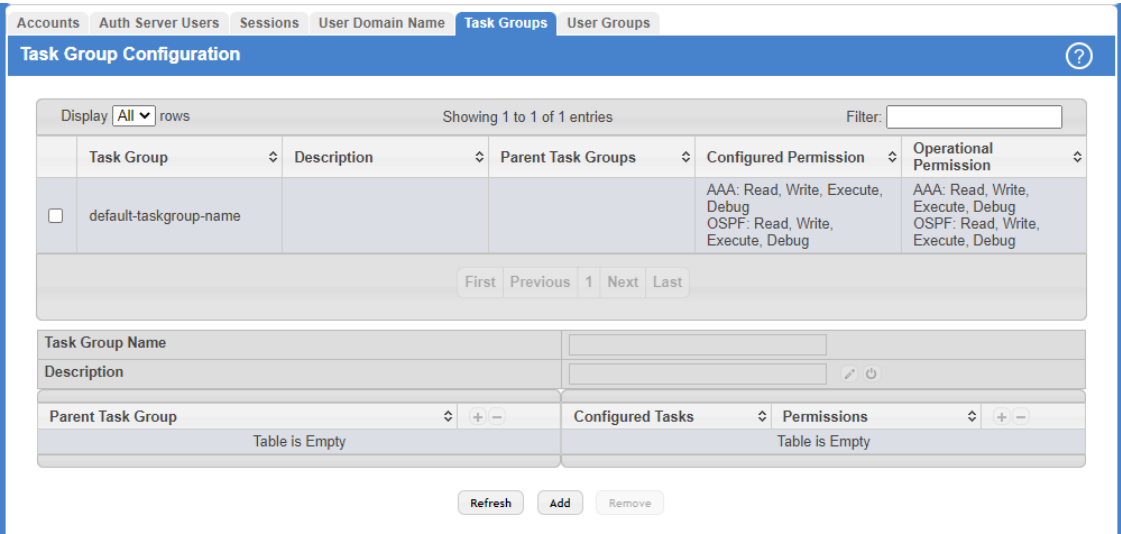 Accounts Auth Server Users Sessions User Domain Name Task Groups User Groups
Task Group Configuration ?
Display All rows Showing 1 to 1 of 1 entries Filter:
Task Group Description Parent Task Groups Configured Permission Operational Permission
default-taskgroup-name
AAA: Read, Write, Execute,
Debug
OSPF: Read, Write,
Execute, Debug
AAA: Read, Write,
Execute, Debug
OSPF: Read, Write,
Execute, Debug
First Previous 1 Next Last
Task Group Name
Description
Parent Task Group + − Configured Tasks Permissions + −
Table is Empty Table is Empty
Refresh Add Remove